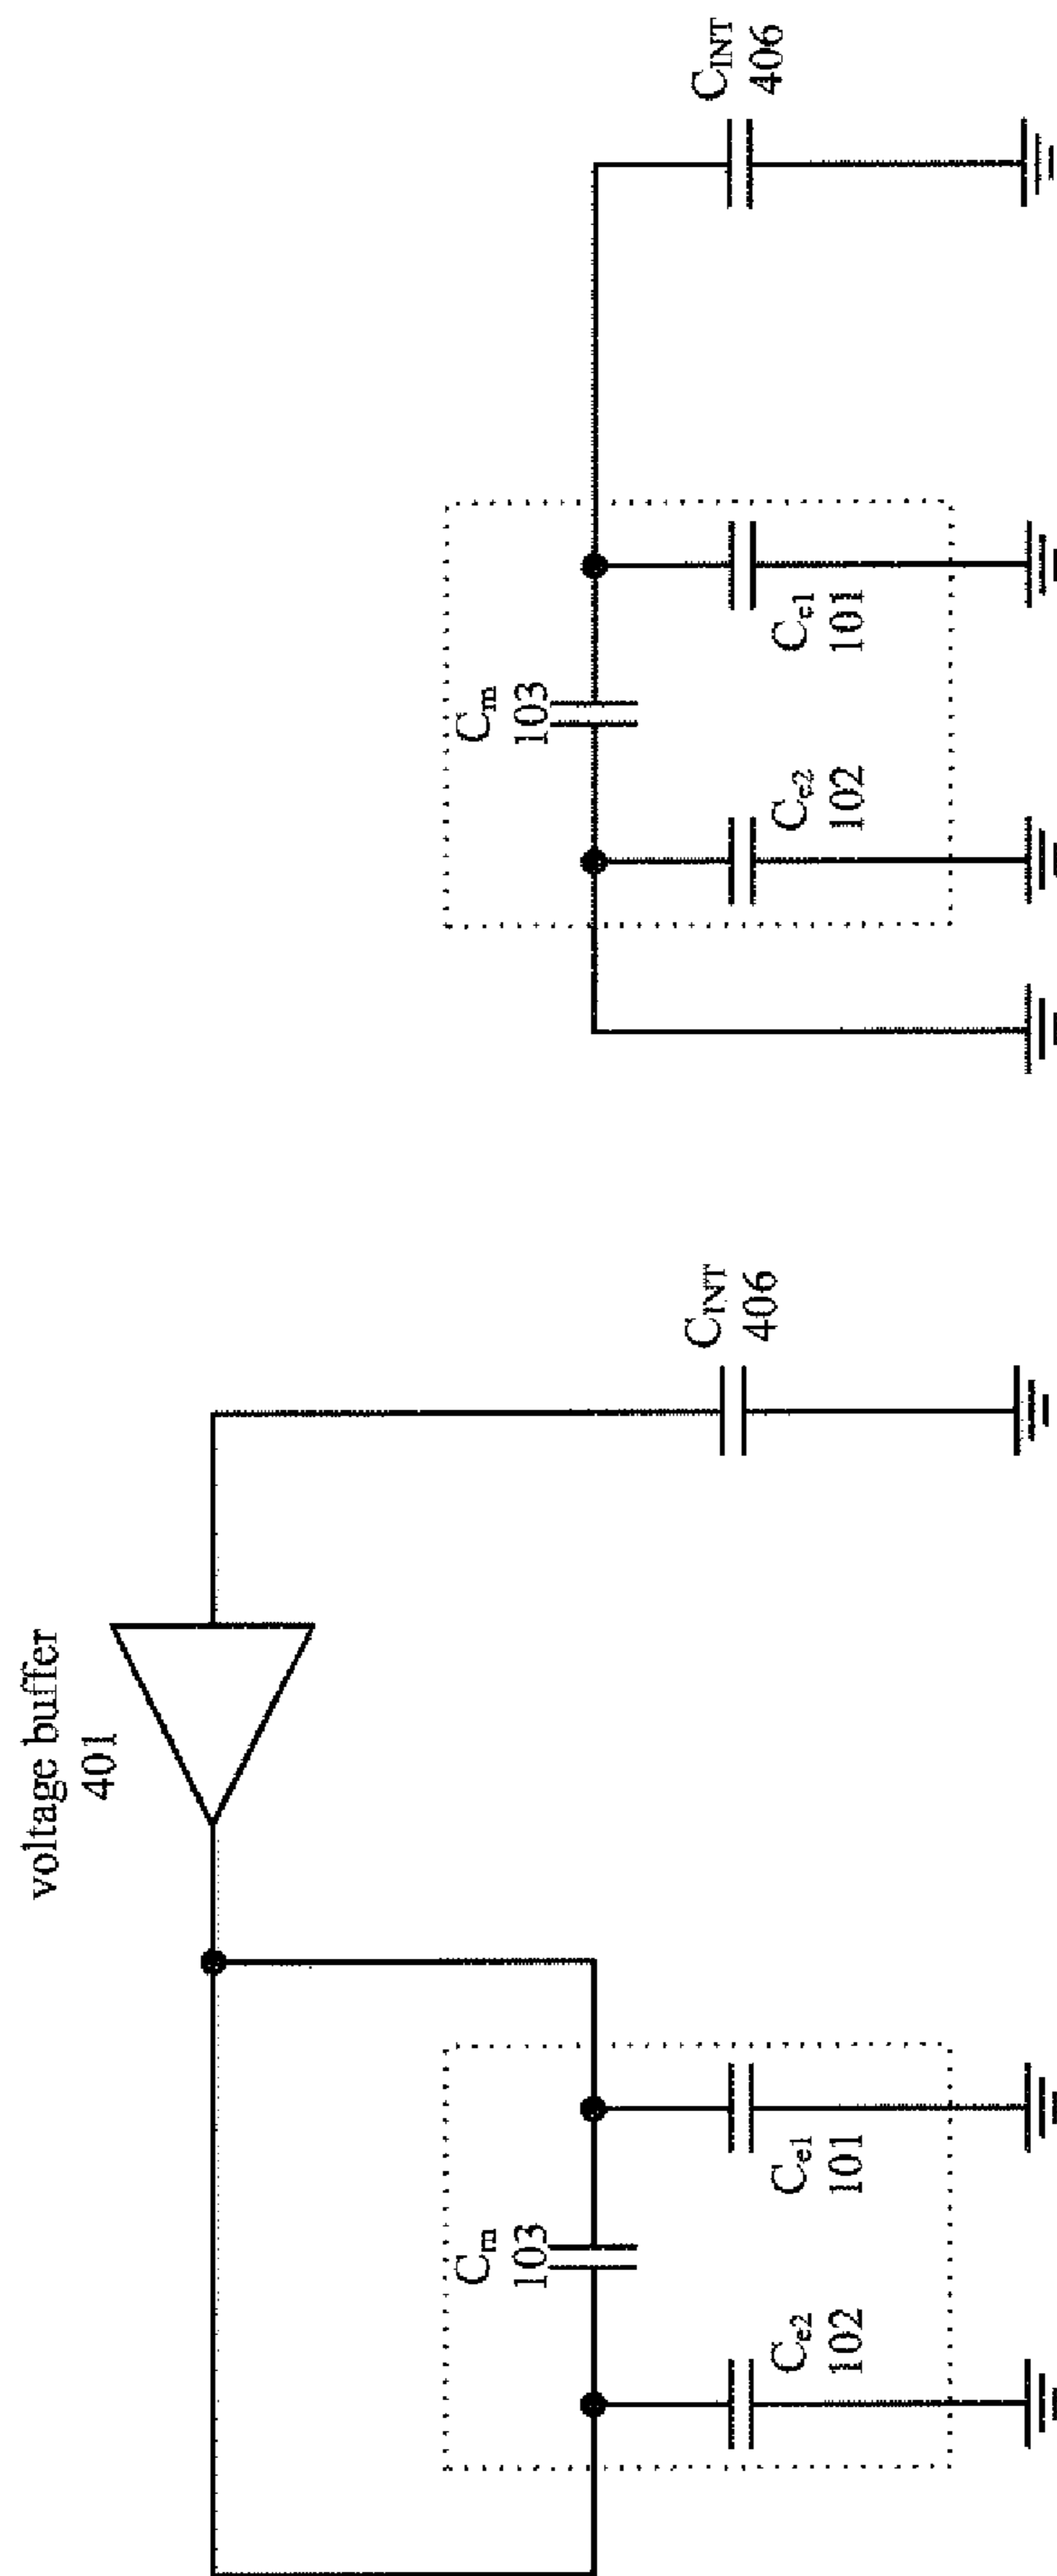 voltage buffer
401
C_m
103
C_e2
102
C_e1
101
C_INT
406
C_m
103
C_e2
102
C_e1
101
C_INT
406